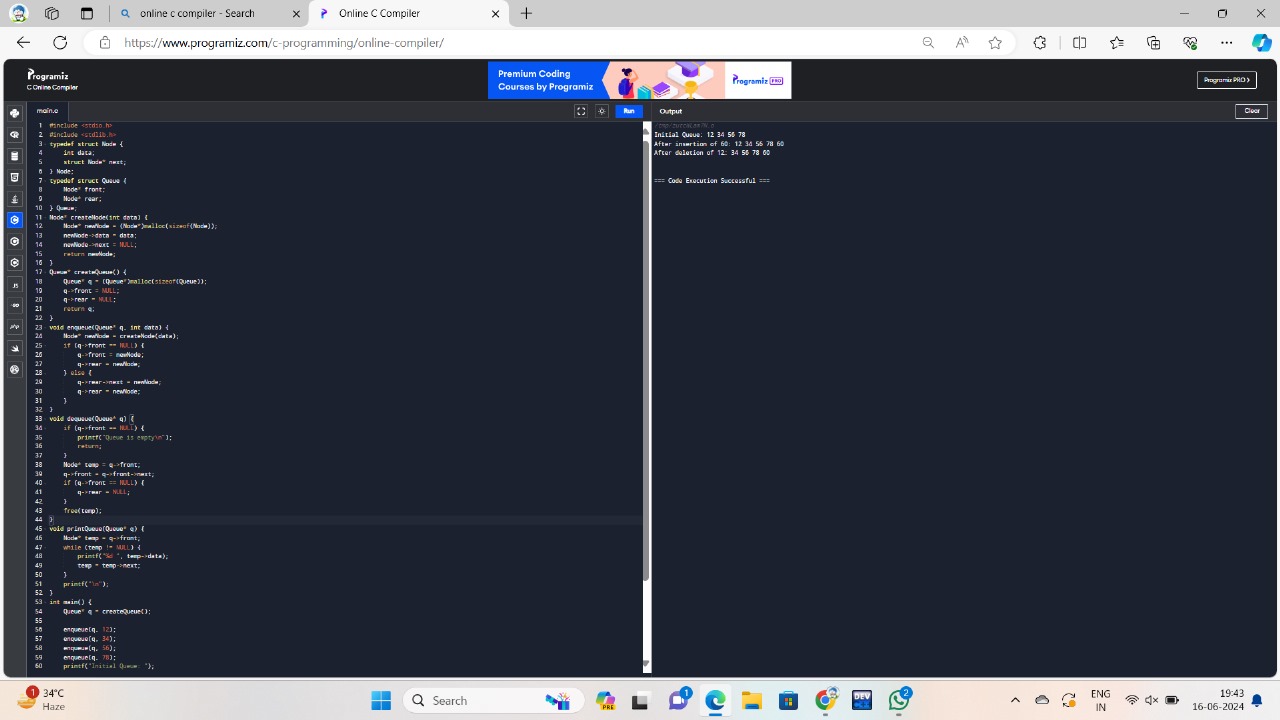 online c compiler - Search
Online C Compiler
https://www.programiz.com/c-programming/online-compiler/
Programiz
C Online Compiler
Premium Coding
Courses by Programiz
Programiz PRO
Programiz PRO >
main.c
Run
Output
Clear
1 #include <stdio.h>
2 #include <stdlib.h>
3 typedef struct Node {
4 int data;
5 struct Node* next;
6 } Node;
7 typedef struct Queue {
8 Node* front;
9 Node* rear;
10 } Queue;
11 Node* createNode(int data) {
12 Node* newNode = (Node*)malloc(sizeof(Node));
13 newNode->data = data;
14 newNode->next = NULL;
15 return newNode;
16 }
17 Queue* createQueue() {
18 Queue* q = (Queue*)malloc(sizeof(Queue));
19 q->front = NULL;
20 q->rear = NULL;
21 return q;
22 }
23 void enqueue(Queue* q, int data) {
24 Node* newNode = createNode(data);
25 if (q->front == NULL) {
26 q->front = newNode;
27 q->rear = newNode;
28 } else {
29 q->rear->next = newNode;
30 q->rear = newNode;
31 }
32 }
33 void dequeue(Queue* q) {
34 if (q->front == NULL) {
35 printf("Queue is empty\n");
36 return;
37 }
38 Node* temp = q->front;
39 q->front = q->front->next;
40 if (q->front == NULL) {
41 q->rear = NULL;
42 }
43 free(temp);
44 }
45 void printQueue(Queue* q) {
46 Node* temp = q->front;
47 while (temp != NULL) {
48 printf("%d ", temp->data);
49 temp = temp->next;
50 }
51 printf("\n");
52 }
53 int main() {
54 Queue* q = createQueue();
55
56 enqueue(q, 12);
57 enqueue(q, 34);
58 enqueue(q, 56);
59 enqueue(q, 78);
60 printf("Initial Queue: ");
Initial Queue: 12 34 56 78
After insertion of 60: 12 34 56 78 60
After deletion of 12: 34 56 78 60
=== Code Execution Successful ===
JS
php
1
34°C
Haze
Search
PRE
1
DEV
2
ENG
IN
19:43
16-06-2024